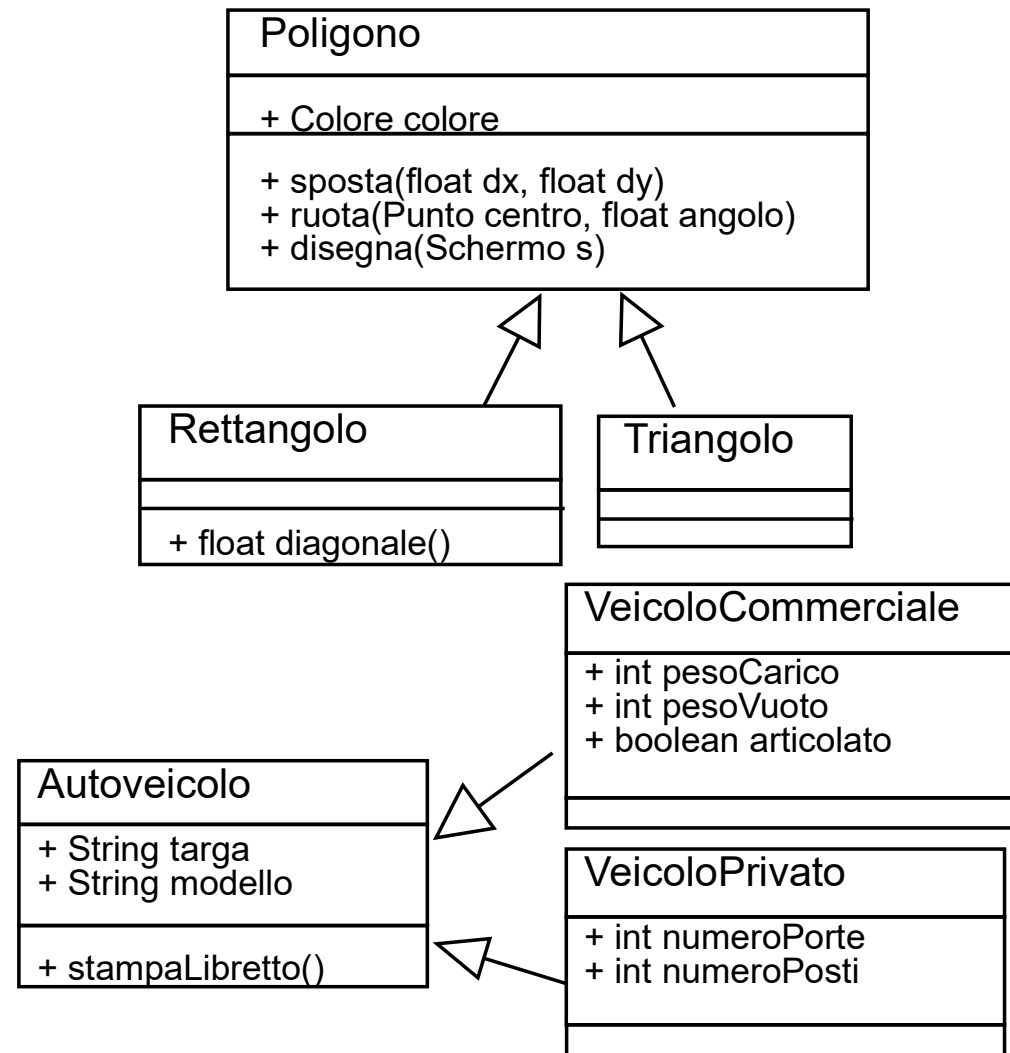 Poligono
+ Colore colore
+ sposta(float dx, float dy)
+ ruota(Punto centro, float angolo)
+ disegna(Schermo s)
Rettangolo
+ float diagonale()
Triangolo
VeicoloCommerciale
+ int pesoCarico
+ int pesoVuoto
+ boolean articolato
Autoveicolo
+ String targa
+ String modello
+ stampaLibretto()
VeicoloPrivato
+ int numeroPorte
+ int numeroPosti